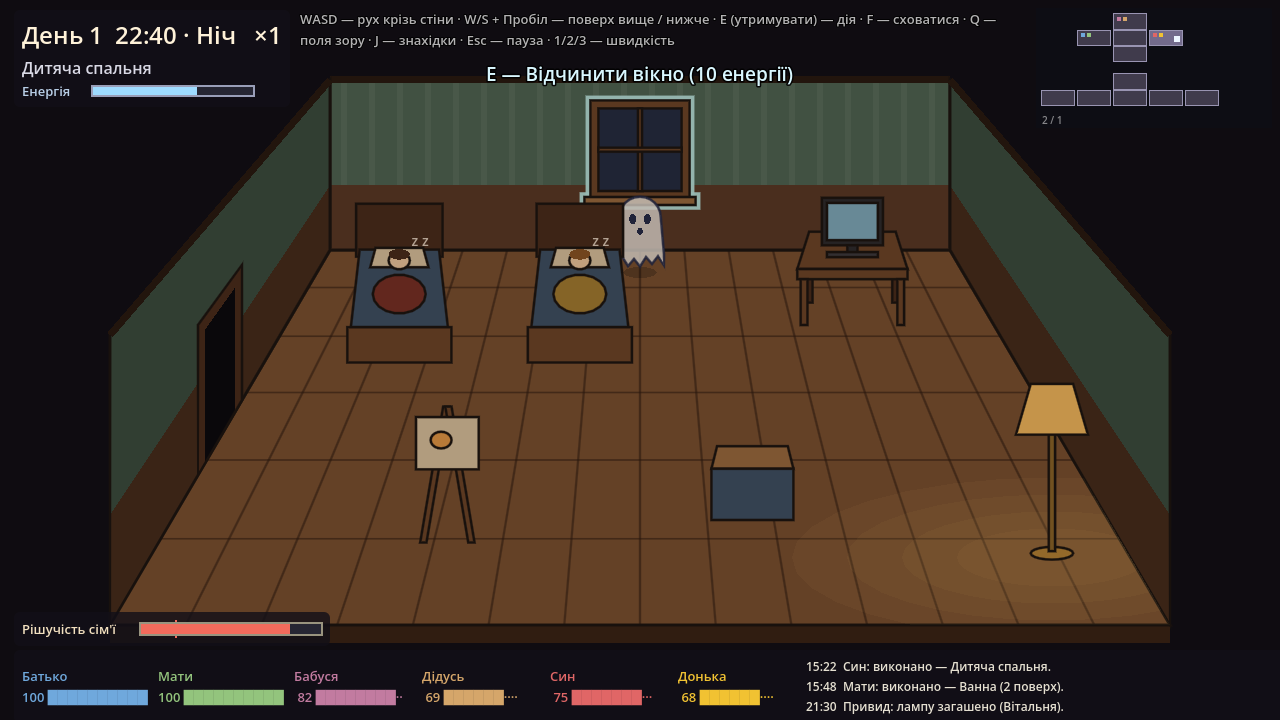 День 1 22:40 · Ніч ×1
Дитяча спальня
Енергія
WASD — рух крізь стіни · W/S + Пробіл — поверх вище / нижче · E (утримувати) — дія · F — сховатися · Q —
поля зору · J — знахідки · Esc — пауза · 1/2/3 — швидкість
E — Відчинити вікно (10 енергії)
2 / 1
z z
z z
Рішучість сім'ї
Батько
100
Мати
100
Бабуся
82
Дідусь
69
Син
75
Донька
68
15:22 Син: виконано — Дитяча спальня.
15:48 Мати: виконано — Ванна (2 поверх).
21:30 Привид: лампу загашено (Вітальня).